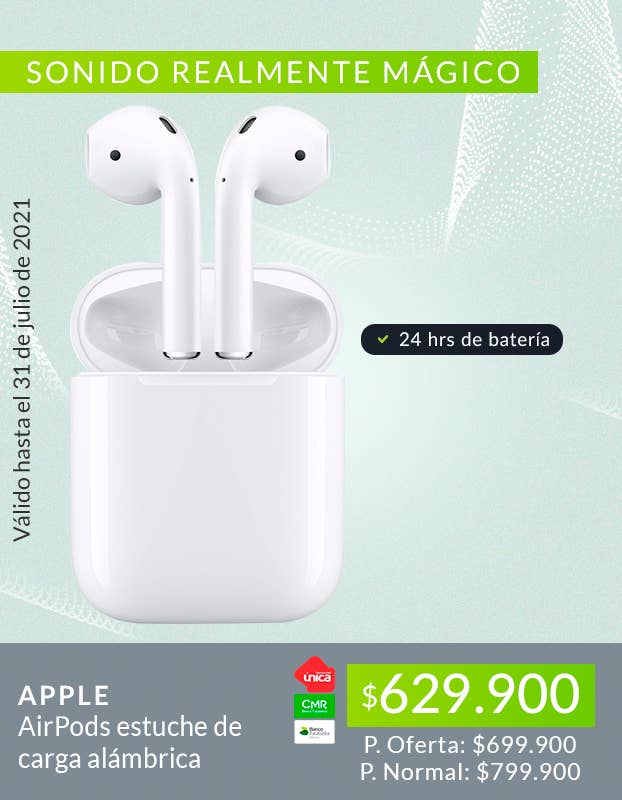 SONIDO REALMENTE MÁGICO
Válido hasta el 31 de julio de 2021
24 hrs de batería
APPLE
AirPods estuche de
carga alámbrica
única
CMR
Banco
Falabella
$629.900
P. Oferta: $699.900
P. Normal: $799.900